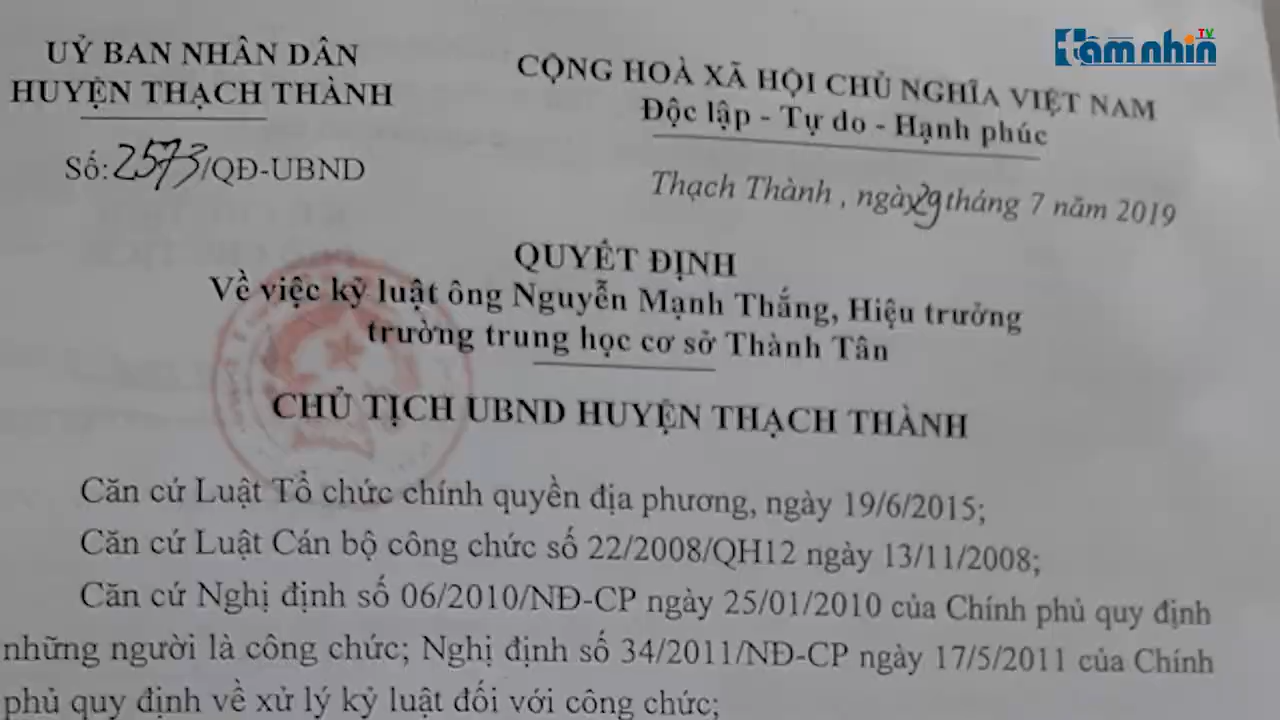 tâm nhìn TV
UỶ BAN NHÂN DÂN
HUYỆN THẠCH THÀNH
Số: 2573/QĐ-UBND
CỘNG HOÀ XÃ HỘI CHỦ NGHĨA VIỆT NAM
Độc lập - Tự do - Hạnh phúc
Thạch Thành , ngày 29 tháng 7 năm 2019
QUYẾT ĐỊNH
Về việc kỷ luật ông Nguyễn Mạnh Thắng, Hiệu trưởng
trường trung học cơ sở Thành Tân
CHỦ TỊCH UBND HUYỆN THẠCH THÀNH
Căn cứ Luật Tổ chức chính quyền địa phương, ngày 19/6/2015;
Căn cứ Luật Cán bộ công chức số 22/2008/QH12 ngày 13/11/2008;
Căn cứ Nghị định số 06/2010/NĐ-CP ngày 25/01/2010 của Chính phủ quy định
những người là công chức; Nghị định số 34/2011/NĐ-CP ngày 17/5/2011 của Chính
phủ quy định về xử lý kỷ luật đối với công chức;